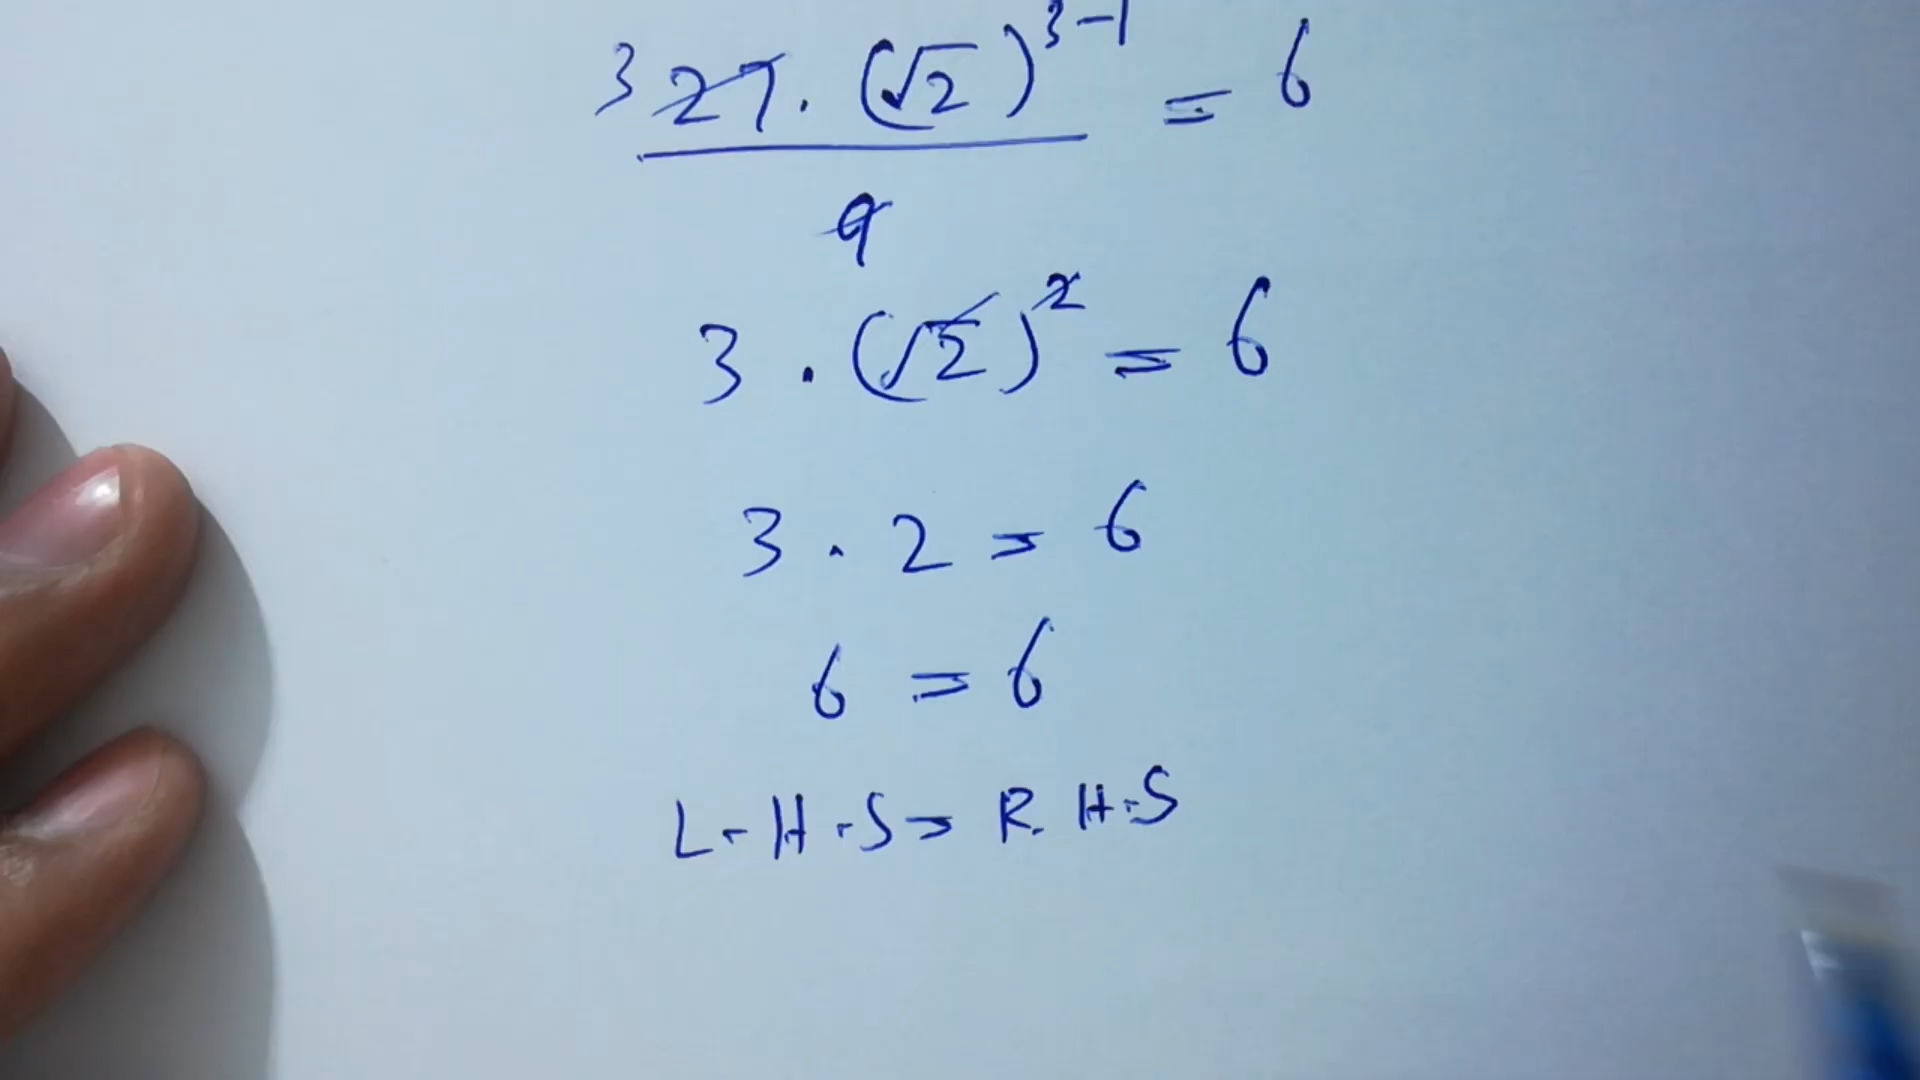 3 27 . (√2)^3-1 = 6
9
3 . (√2)^2 = 6
3 . 2 = 6
6 = 6
L-H-S = R.H.S